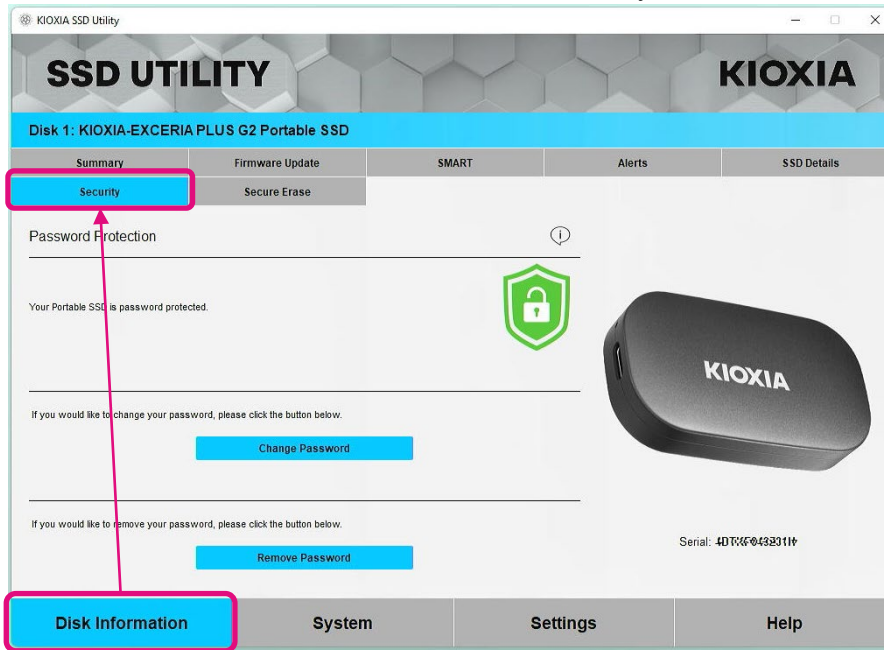 KIOXIA SSD Utility
SSD UTILITY
KIOXIA
Disk 1: KIOXIA-EXCERIA PLUS G2 Portable SSD
Summary Firmware Update SMART Alerts SSD Details
Security Secure Erase
Password Protection
Your Portable SSD is password protected.
KIOXIA
If you would like to change your password, please click the button below.
Change Password
If you would like to remove your password, please click the button below.
Remove Password
Serial:
Disk Information System Settings Help